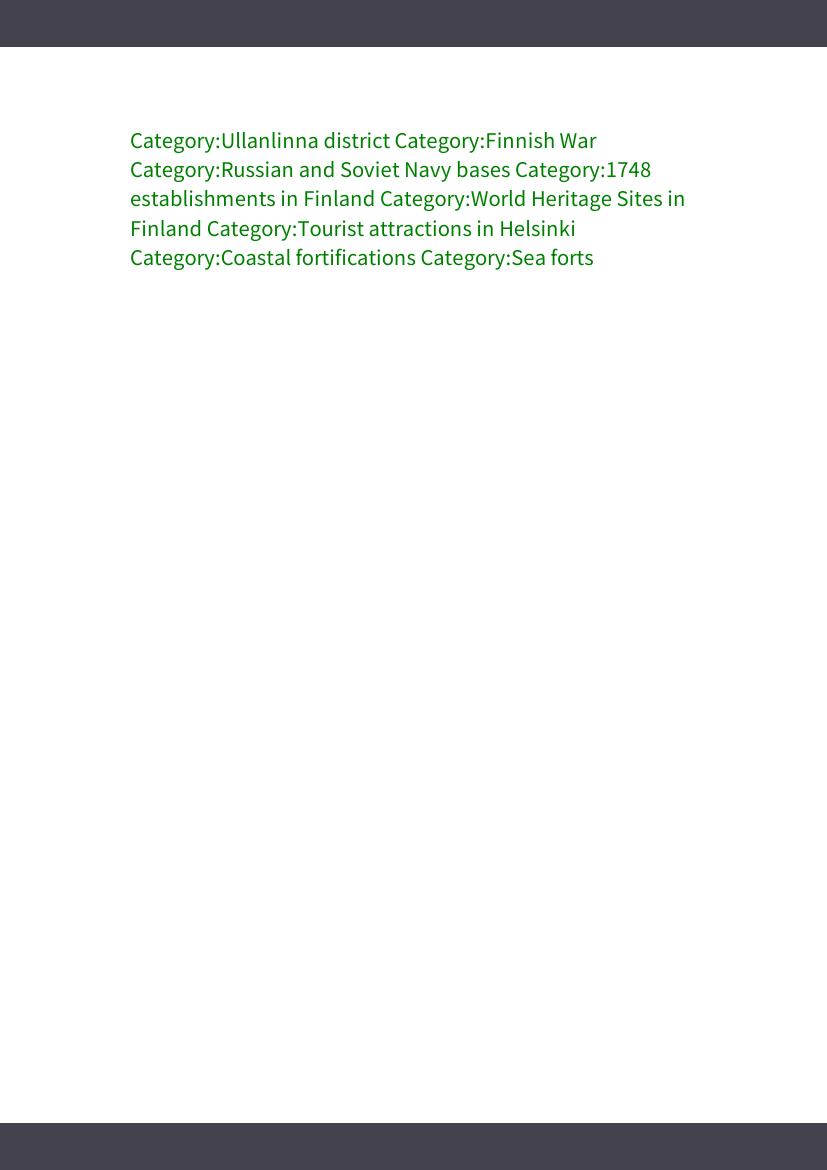 Category:Ullanlinna district Category:Finnish War
Category:Russian and Soviet Navy bases Category:1748
establishments in Finland Category:World Heritage Sites in
Finland Category:Tourist attractions in Helsinki
Category:Coastal fortifications Category:Sea forts